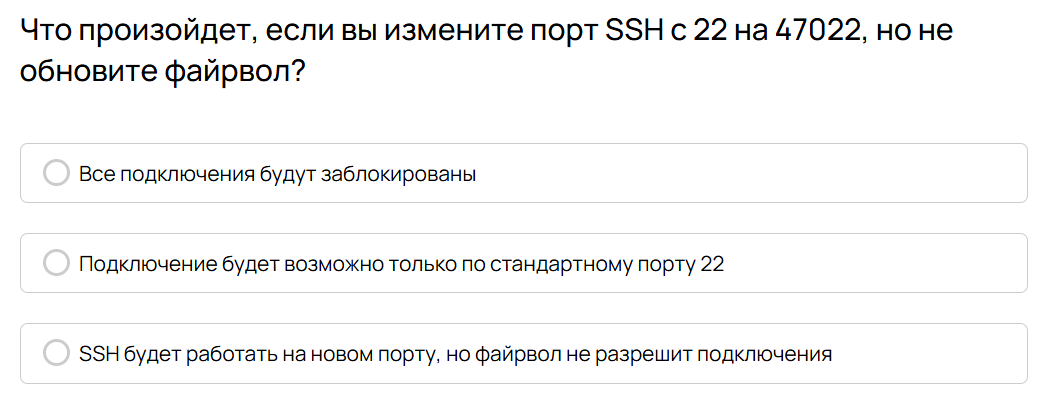 Что произойдет, если вы измените порт SSH с 22 на 47022, но не
обновите файрвол?
Все подключения будут заблокированы
Подключение будет возможно только по стандартному порту 22
SSH будет работать на новом порту, но файрвол не разрешит подключения